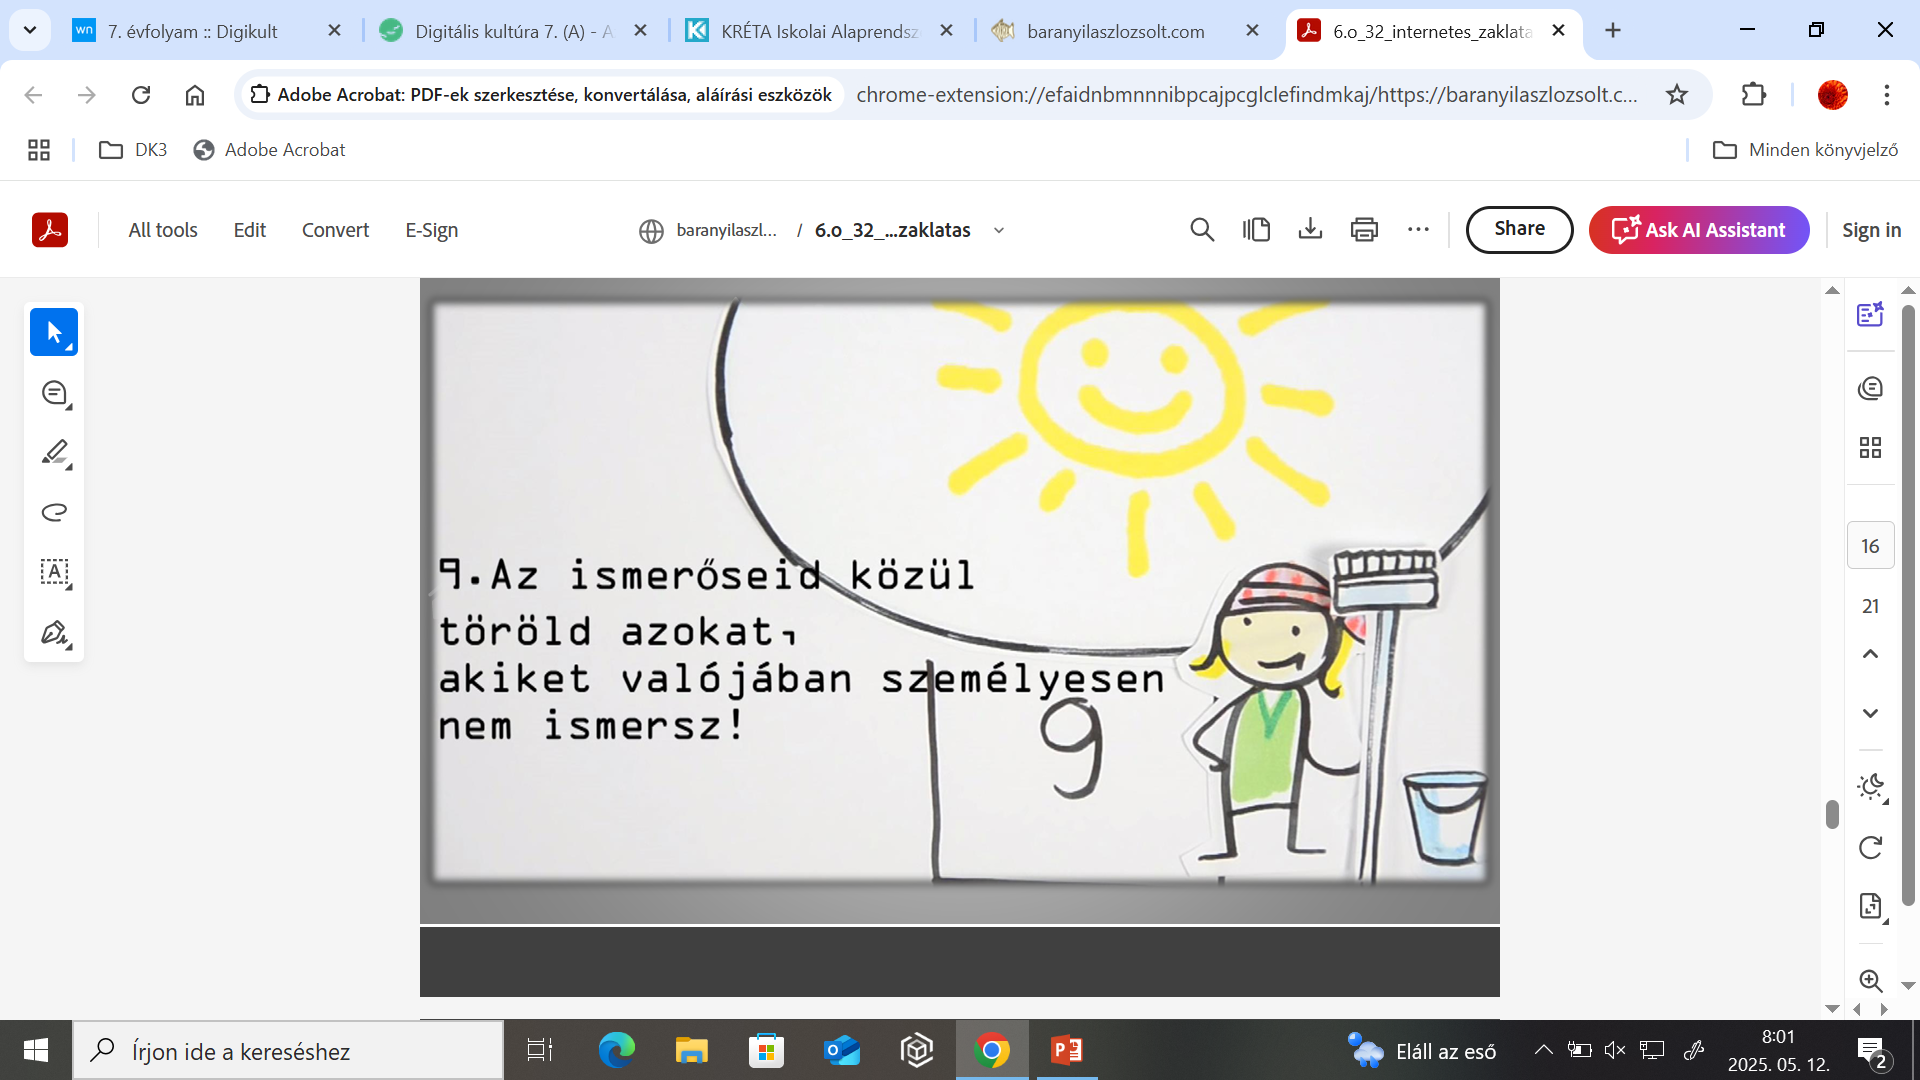 7. évfolyam :: Digikult
Digitális kultúra 7. (A) - A
KRÉTA Iskolai Alaprendsz
baranyilaszlozsolt.com
6.o_32_internetes_zaklata
Adobe Acrobat: PDF-ek szerkesztése, konvertálása, aláírási eszközök
chrome-extension://efaidnbmnnnibpcajpcglclefindmkaj/https://baranyilaszlozsolt.c...
DK3
Adobe Acrobat
Minden könyvjelző
All tools
Edit
Convert
E-Sign
baranyilaszl... / 6.o_32_...zaklatas
Share
Ask AI Assistant
Sign in
9.Az ismerőseid közül
töröld azokat,
akiket valójában személyesen
nem ismersz!
9
16
21
Írjon ide a kereséshez
Eláll az eső
8:01
2025. 05. 12.
2